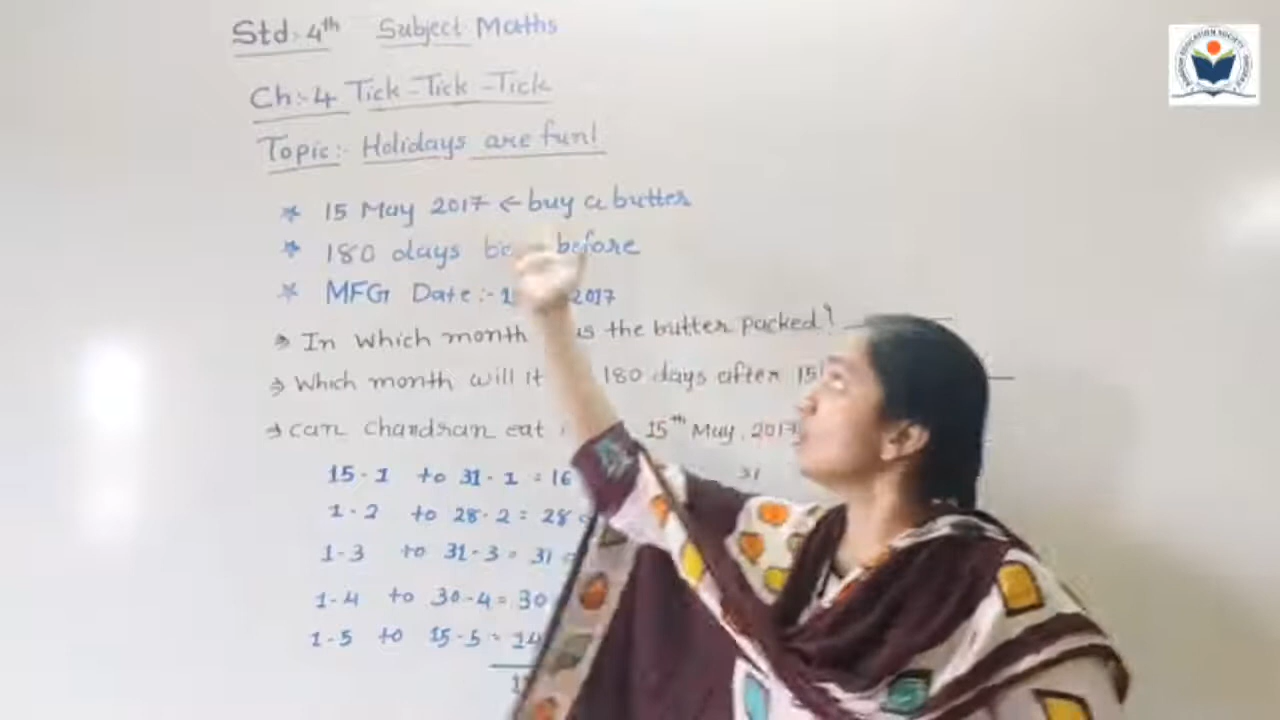 Std:- 4th Subject:- Maths
Ch:- 4 Tick-Tick-Tick
Topic:- Holidays are fun!
15 May 2017 ← buy a butter
180 days before
MFG Date:- 2017
⇒ In which month the butter packed?
⇒ Which month will it 180 days after 15
⇒ can Chandran eat 15th May, 2017
15-1 to 31-1 = 16
31
1-2 to 28-2 = 28
1-3 to 31-3 = 31
1-4 to 30-4 = 30
1-5 to 15-5 = 14